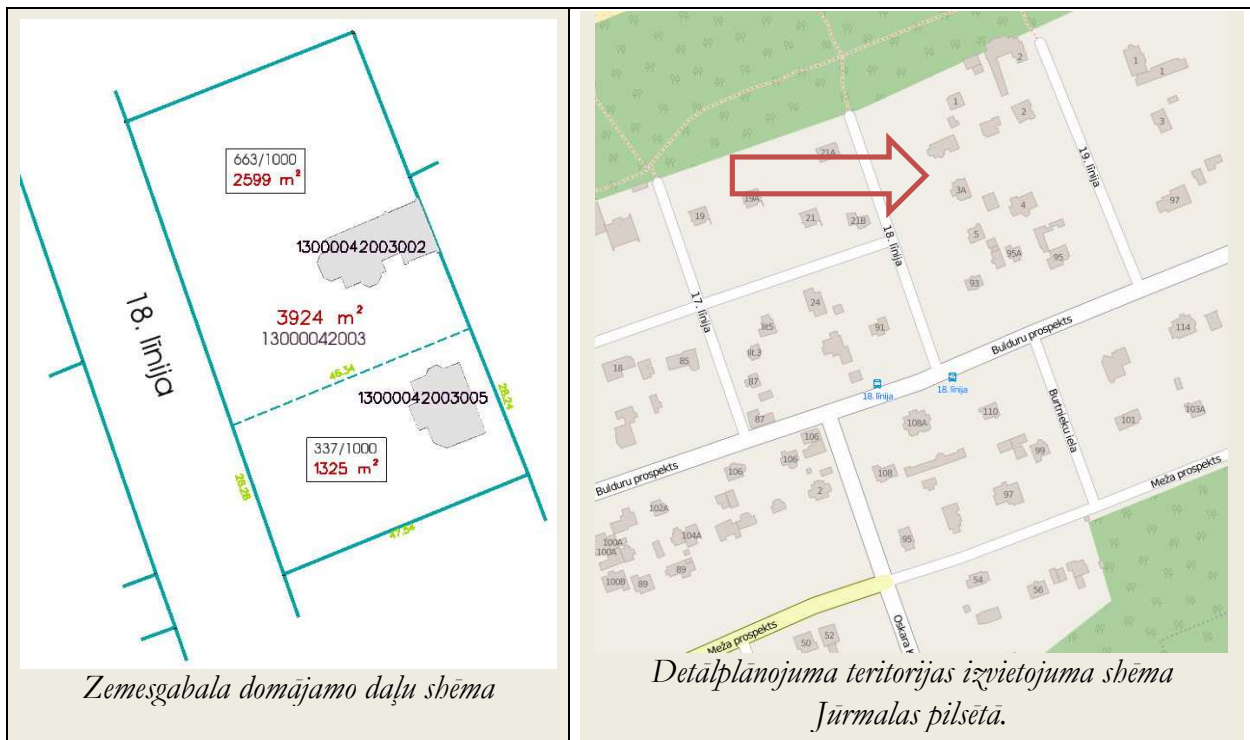 663/1000
2599 m²
13000042003002
18. līnija
3924 m²
13000042003
46.34
13000042003005
28.24
337/1000
1325 m²
28.28
47.54
Zemesgabala domājamo daļu shēma
2
1
1
1
2
3
21A
19. līnija
3A
19A
19
21
21B
4
97
18. līnija
5
95A
95
93
17. līnija
24
lit5
91
114
Bulduru prospekts
lit.3
18
85
87
18. līnija
18. līnija
87
Burtnieku iela
110
103A
108A
101
106
106
99
Meža prospekts
106
108
Bulduru prospekts
2
97
102A
104A
95
100A
100A
89
100B
89
54
56
Meža prospekts
52
50
Oskara K
Detālplānojuma teritorijas izvietojuma shēma
Jūrmalas pilsētā.